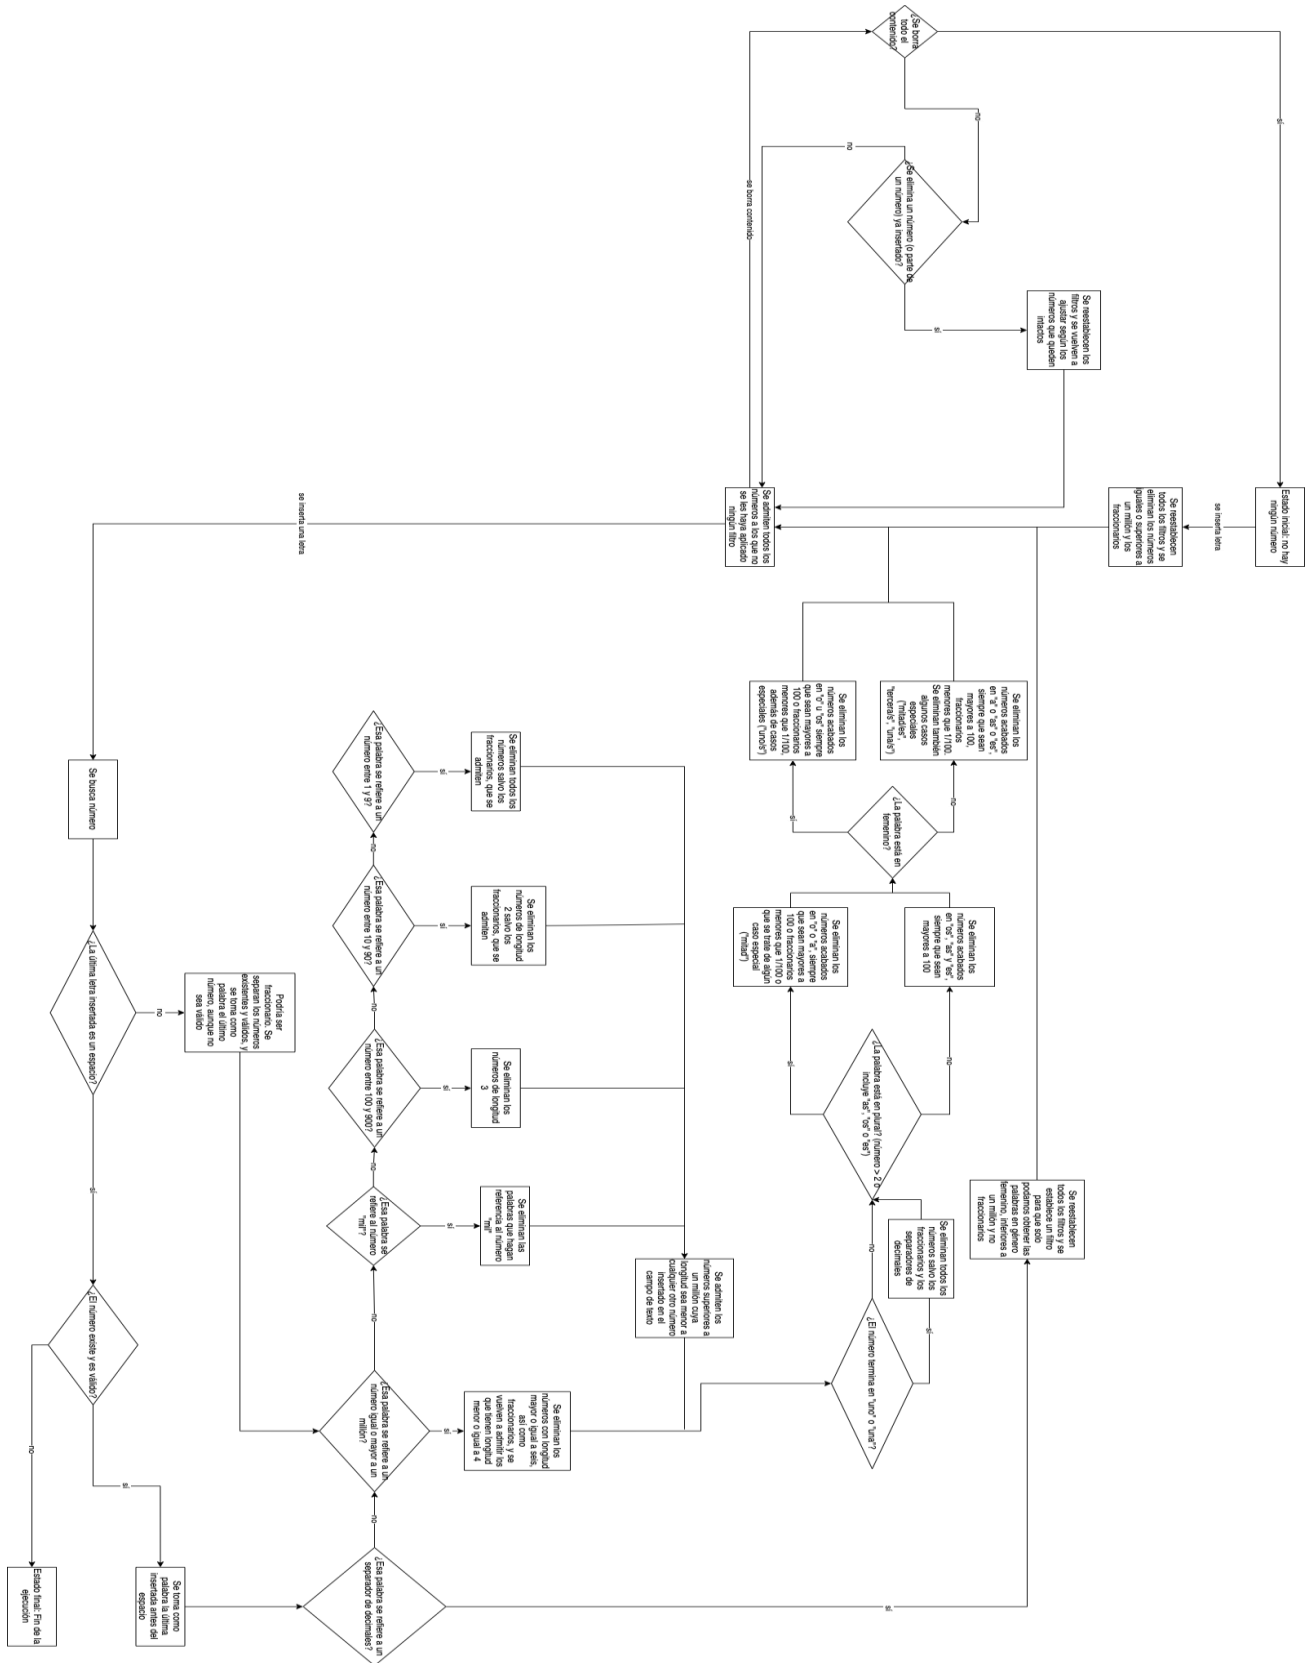 Estado inicial: no hay
ningún número
se inserta letra
Se reestablecen
todos los filtros y se
eliminan los números
iguales o superiores a
un millón y los
fraccionarios
sí.
¿Se borra
todo el
contenido?
no
¿Se elimina un número (o parte de
un número) ya insertado?
no
sí.
Se reestablecen los
filtros y se vuelven a
ajustar según los
números que queden
intactos
se borra contenido
Se admiten todos los
números a los que no
se les haya aplicado
ningún filtro
se inserta una letra
Se busca número
¿La última letra insertada es un espacio?
no
Podría ser
fraccionario. Se
separan los números
existentes y válidos, y
se toma como
palabra el último
número, aunque no
sea válido
sí.
¿El número existe y es válido?
no
Estado final: Fin de la
ejecución
sí.
Se toma como
palabra la última
insertada antes del
espacio
¿Esa palabra se refiere a un
separador de decimales?
sí.
Se reestablecen
todos los filtros y se
establece un filtro
para que solo
podamos obtener las
palabras en género
femenino, inferiores a
un millón y no
fraccionarios
no
¿Esa palabra se refiere a un
número igual o mayor a un
millón?
sí.
Se eliminan los
números con longitud
mayor o igual a seis,
así como
fraccionarios, y se
vuelven a admitir los
que tienen longitud
menor o igual a 4
no
¿Esa palabra se
refiere al número
"mil"?
sí
Se eliminan las
palabras que hagan
referencia al número
"mil"
no
¿Esa palabra se refiere a un
número entre 100 y 900?
sí.
Se eliminan los
números de longitud
3
no
¿Esa palabra se refiere a un
número entre 10 y 90?
sí
Se eliminan los
números de longitud
2 salvo los
fraccionarios, que se
admiten
no
¿Esa palabra se refiere a un
número entre 1 y 9?
sí.
Se eliminan todos los
números salvo los
fraccionarios, que se
admiten
Se admiten los
números superiores a
un millón cuya
longitud sea menor a
cualquier otro número
insertado en el
campo de texto
¿El número termina en "uno" o "una"?
sí
Se eliminan todos los
números salvo los
fraccionarios y los
separadores de
decimales
no
¿La palabra está en plural? (número > 2 o
incluye "as", "os" o "es")
no
Se eliminan los
números acabados
en "os", "as" y "es",
siempre que sean
mayores a 100
sí
Se eliminan los
números acabados
en "o" o "a", siempre
que sean mayores a
100 o fraccionarios
menores que 1/100 o
que se trate de algún
caso especial
("mitad")
¿La palabra está en
femenino?
no
Se eliminan los
números acabados
en "a" o "as" o "es",
siempre que sean
mayores a 100,
fraccionarios
menores que 1/100.
Se eliminan también
algunos casos
especiales
("mitad/es",
"tercera/s", "una/s")
sí.
Se eliminan los
números acabados
en "o" u "os" siempre
que sean mayores a
100 o fraccionarios
menores que 1/100,
además de casos
especiales ("uno/s")